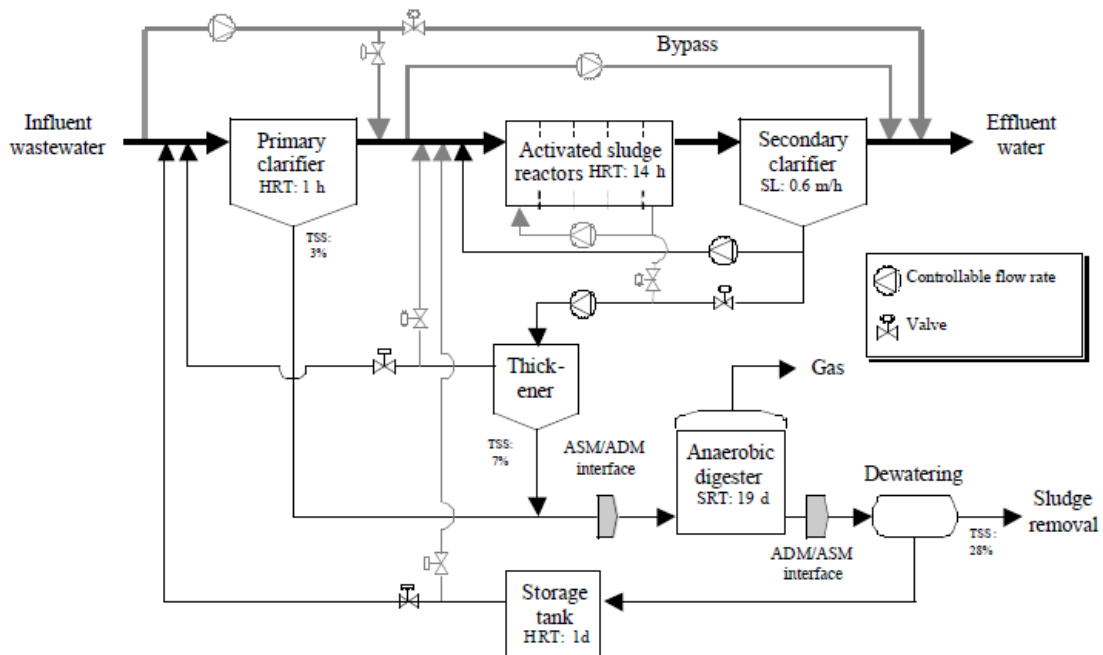 Bypass
Influent
wastewater
Primary
clarifier
HRT: 1 h
Activated sludge
reactors HRT: 14 h
Secondary
clarifier
SL: 0.6 m/h
Effluent
water
TSS:
3%
Controllable flow rate
Valve
Thick-
ener
Gas
TSS:
7%
ASM/ADM
interface
Anaerobic
digester
SRT: 19 d
Dewatering
Sludge
removal
TSS:
28%
ADM/ASM
interface
Storage
tank
HRT: 1d